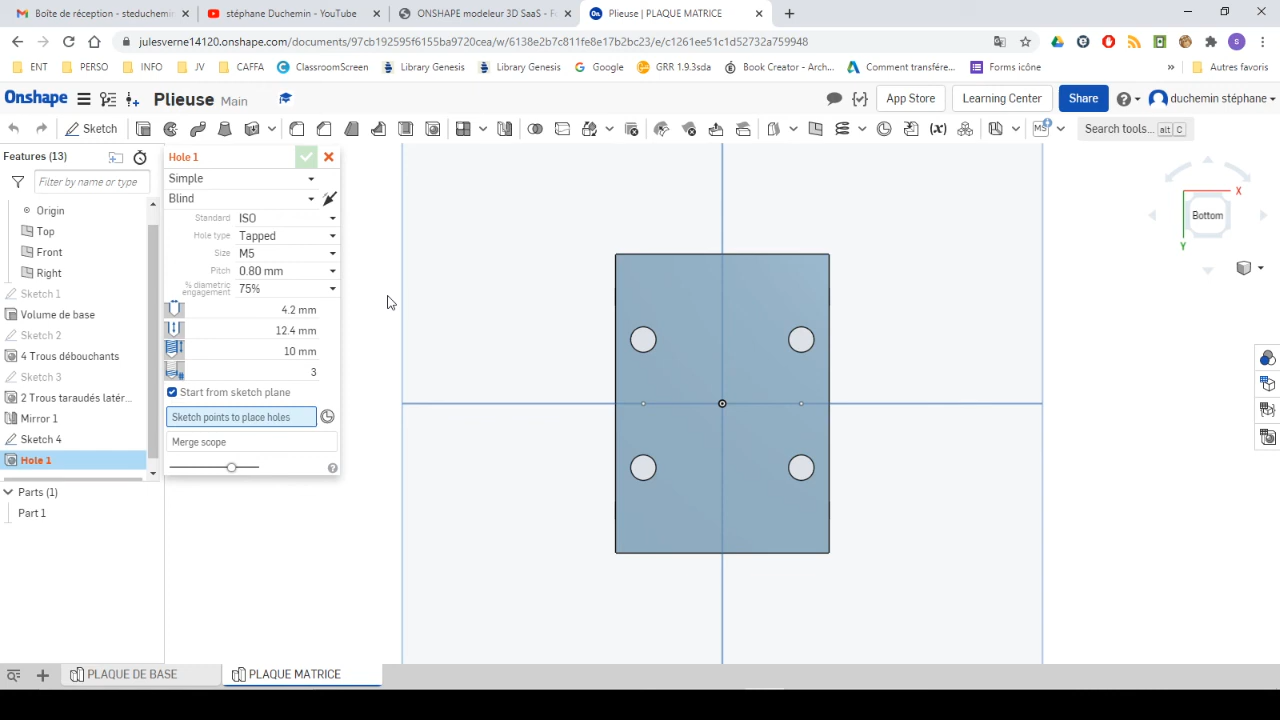 Boîte de réception - steduchemin
stéphane Duchemin - YouTube
ONSHAPE modeleur 3D SaaS - Fo
Plieuse | PLAQUE MATRICE
julesverne14120.onshape.com/documents/97cb192595f6155ba9720cea/w/6138e2b7c811fe8e17b2bc23/e/c1261ee51c1d52732a759948
S
ENT
PERSO
INFO
JV
CAFFA
ClassroomScreen
Library Genesis
Library Genesis
Google
GRR 1.9.3sda
Book Creator - Arch...
Comment transfére...
Forms icône
»
Autres favoris
Onshape
Plieuse Main
App Store
Learning Center
Share
duchemin stéphane
Sketch
Search tools... alt C
Features (13)
Filter by name or type
Origin
Top
Front
Right
Sketch 1
Volume de base
Sketch 2
4 Trous débouchants
Sketch 3
2 Trous taraudés latér...
Mirror 1
Sketch 4
Hole 1
Parts (1)
Part 1
Hole 1
Simple
Blind
Standard ISO
Hole type Tapped
Size M5
Pitch 0.80 mm
% diametric engagement 75%
4.2 mm
12.4 mm
10 mm
3
Start from sketch plane
Sketch points to place holes
Merge scope
X
Bottom
Y
PLAQUE DE BASE
PLAQUE MATRICE